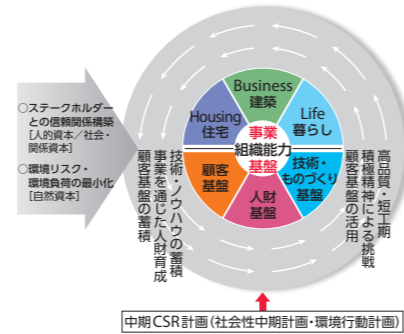 ○ステークホルダー
との信頼関係構築
[人的資本／社会・
関係資本]
○環境リスク・
環境負荷の最小化
[自然資本]
Business
建築
Housing
住宅
Life
暮らし
事業
組織能力
基盤
顧客
基盤
技術・
ものづくり
基盤
人財
基盤
技術・ノウハウの蓄積
事業を通じた人財育成
顧客基盤の蓄積
高品質・短工期
積極精神による挑戦
顧客基盤の活用
中期CSR計画(社会性中期計画・環境行動計画)